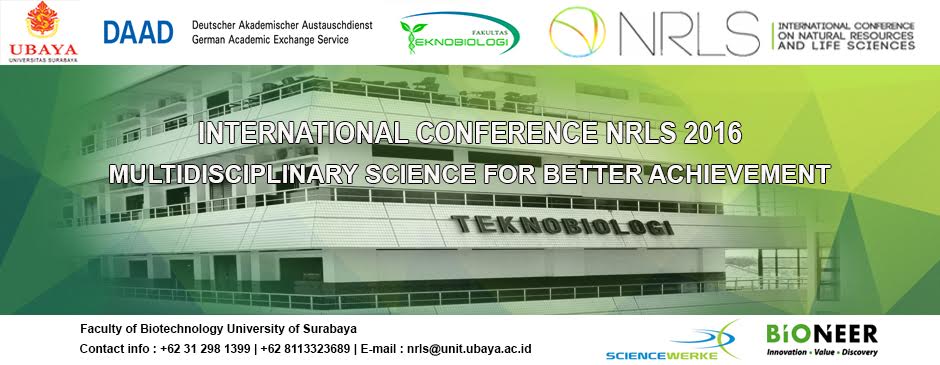 UBAYA
UNIVERSITAS SURABAYA
DAAD
Deutscher Akademischer Austauschdienst
German Academic Exchange Service
FAKULTAS
TEKNOBIOLOGI
NRLS
INTERNATIONAL CONFERENCE
ON NATURAL RESOURCES
AND LIFE SCIENCES
INTERNATIONAL CONFERENCE NRLS 2016
MULTIDISCIPLINARY SCIENCE FOR BETTER ACHIEVEMENT
TEKNOBIOLOGI
Faculty of Biotechnology University of Surabaya
Contact info : +62 31 298 1399 | +62 8113323689 | E-mail : nrls@unit.ubaya.ac.id
SCIENCEWERKE
BiONEER
Innovation • Value • Discovery